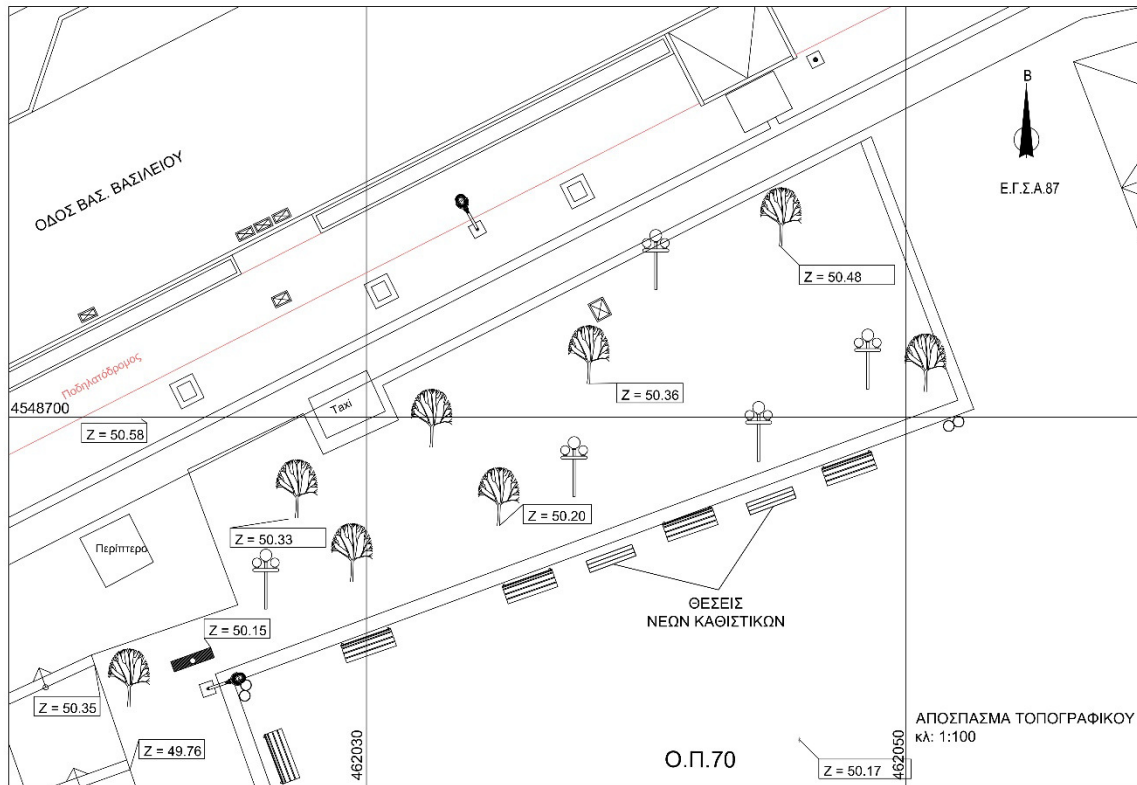 B
Ε.Γ.Σ.Α.87
ΟΔΟΣ ΒΑΣ. ΒΑΣΙΛΕΙΟΥ
Z = 50.48
Ποδηλατόδρομος
Z = 50.36
Taxi
4548700
Z = 50.58
Z = 50.20
Z = 50.33
Περίπτερο
ΘΕΣΕΙΣ
ΝΕΩΝ ΚΑΘΙΣΤΙΚΩΝ
Z = 50.15
Z = 50.35
Z = 49.76
462030
Ο.Π.70
Z = 50.17
462050
ΑΠΟΣΠΑΣΜΑ ΤΟΠΟΓΡΑΦΙΚΟΥ
κλ: 1:100